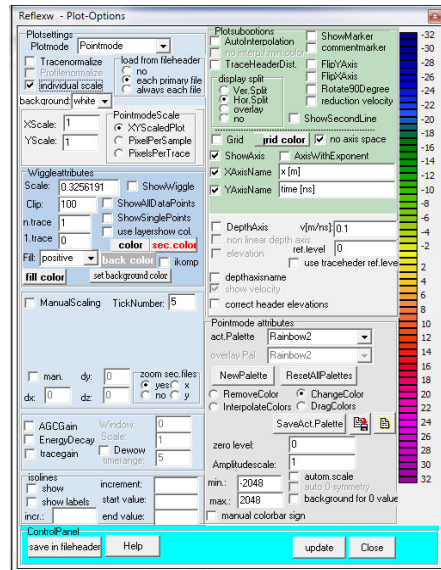 Reflexw - Plot-Options
Plotsettings
Plotmode Pointmode
Tracenormalize
Profilenormalize
individual scale
load from fileheader
no
each primary file
always each file
background: white
XScale: 1
YScale: 1
PointmodeScale
XYScaledPlot
PixelPerSample
PixelsPerTrace
Wiggleattributes
Scale: 0.3256191 ShowWiggle
Clip: 100 ShowAllDataPoints
n.trace 1 ShowSinglePoints
1.trace 0 use layershow col.
color sec.color
Fill: positive back color ikomp
fill color set background color
ManualScaling TickNumber: 5
man. dy: 0
dx: 0 dz: 0
zoom sec.files
yes x
no y
AGCGain Window: 0
EnergyDecay Scale: 1
tracegain Dewow
timerange: 5
isolines
show increment:
show labels start value:
incr.: end value:
Plotsuboptions
AutoInterpolation ShowMarker
no interpl.min color commentmarker
TraceHeaderDist. FlipYAxis
FlipXAxis
Rotate90Degree
reduction velocity
display split
Ver.Split
Hor.Split
overlay
no
ShowSecondLine
Grid grid color no axis space
ShowAxis AxisWithExponent
XAxisName x [m]
YAxisName time [ns]
DepthAxis v[m/ns]: 0.1
non linear depth axis
elevation ref.level 0
use traceheder ref.leve
depthaxisname
show velocity
correct header elevations
Pointmode attributes
act.Palette Rainbow2
overlay Pal. Rainbow2
NewPalette ResetAllPalettes
RemoveColor ChangeColor
InterpolateColors DragColors
SaveAct.Palette
zero level: 0
Amplitudescale: 1
min.: -2048 autom.scale
auto 0-symmetry
max.: 2048 background for 0 value
manual colorbar sign
-32
-30
-28
-26
-24
-22
-20
-18
-16
-14
-12
-10
-8
-6
-4
-2
2
4
6
8
10
12
14
16
18
20
22
24
26
28
30
32
ControlPanel
save in fileheader Help update Close